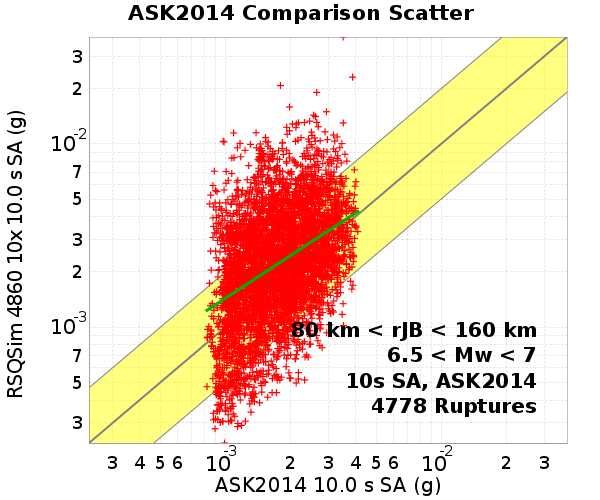 ASK2014 Comparison Scatter
RSQSim 4860 10x 10.0 s SA (g)
3
2
10-2
7
5
3
2
10-3
7
5
3
80 km < rJB < 160 km
6.5 < Mw < 7
10s SA, ASK2014
4778 Ruptures
3 4 5 6 10-3 2 3 4 5 6 10-2 2 3
ASK2014 10.0 s SA (g)